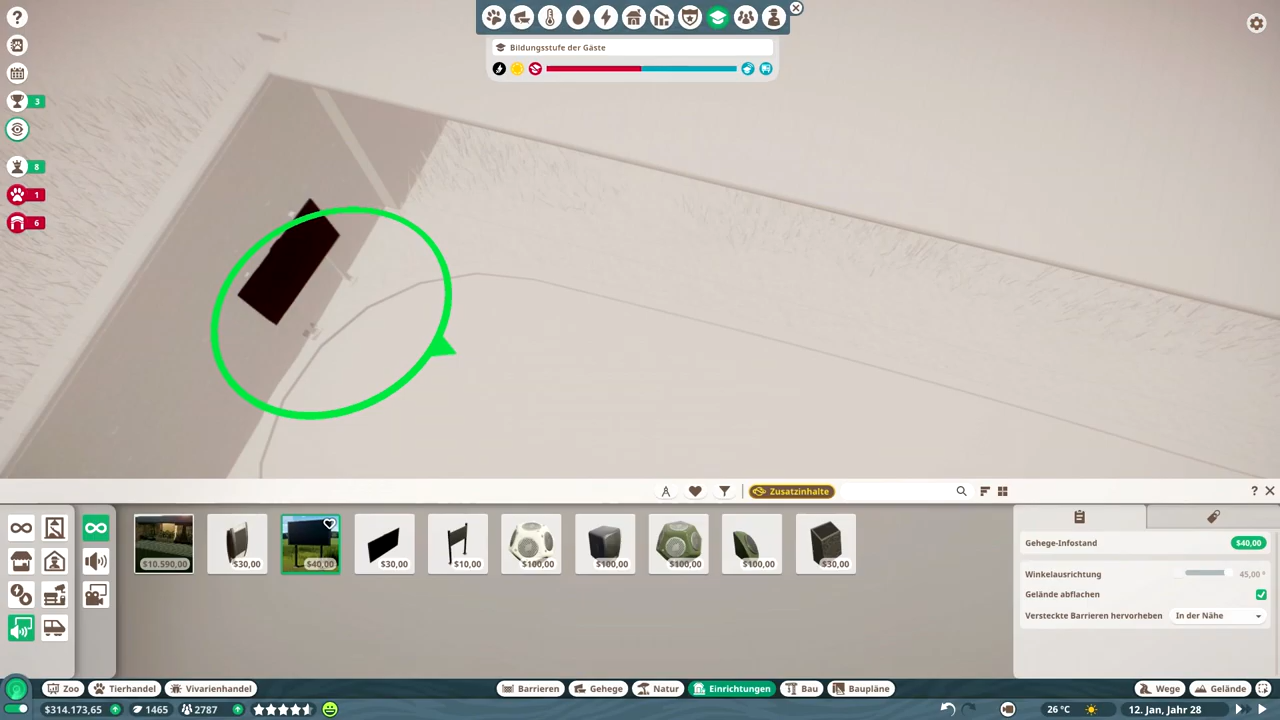 Bildungsstufe der Gäste
3
8
1
6
Zusatzinhalte
$10.590,00
$30,00
$40,00
$30,00
$10,00
$100,00
$100,00
$100,00
$100,00
$30,00
Gehege-Infostand
$40,00
Winkelausrichtung
45,00°
Gelände abflachen
Versteckte Barrieren hervorheben
In der Nähe
Zoo
Tierhandel
Vivarienhandel
Barrieren
Gehege
Natur
Einrichtungen
Bau
Baupläne
Wege
Gelände
$314.173,65
1465
2787
26 °C
12. Jan, Jahr 28